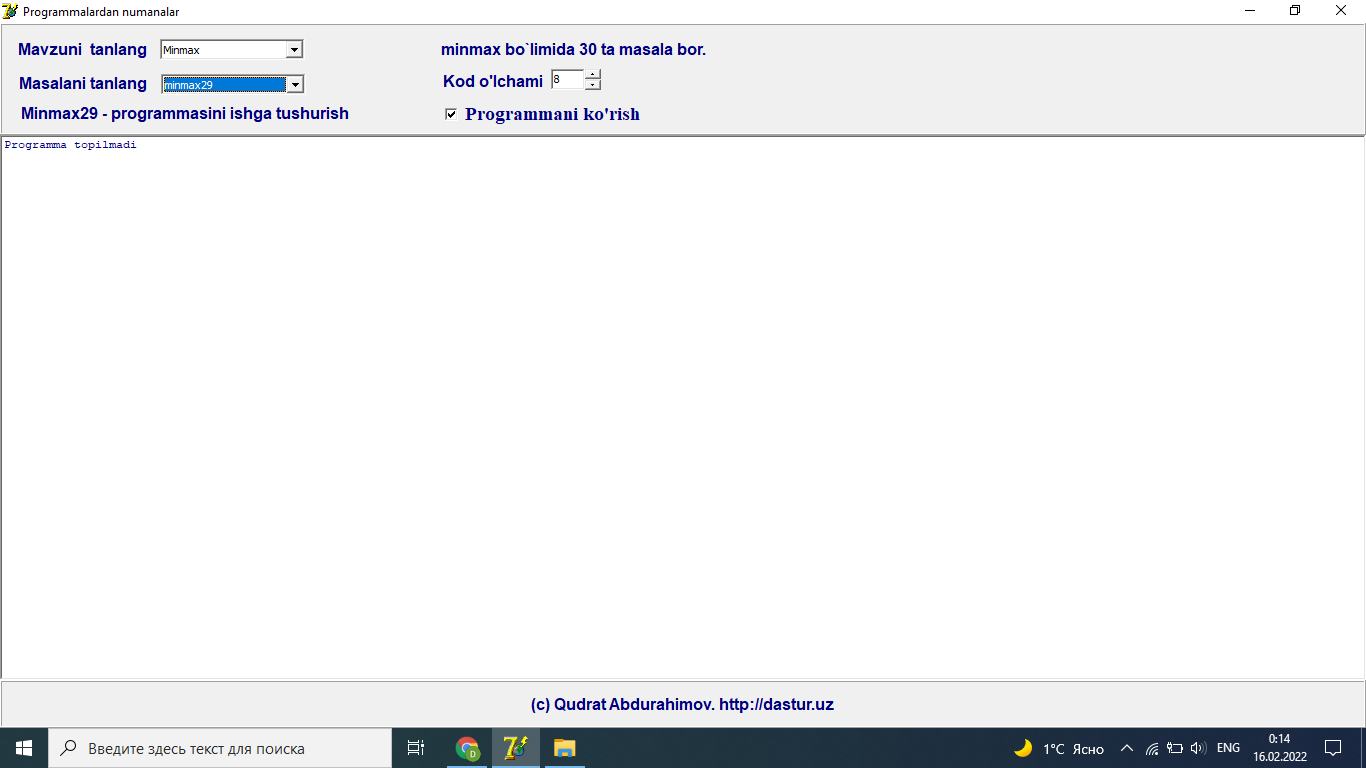 Programmalardan numanalar
Mavzuni tanlang Minmax minmax bo`limida 30 ta masala bor.
Masalani tanlang minmax29 Kod o'lchami 8
Minmax29 - programmasini ishga tushurish Programmani ko'rish
Programma topilmadi
(c) Qudrat Abdurahimov. http://dastur.uz
Введите здесь текст для поиска D 7 1°C Ясно ENG 0:14
16.02.2022